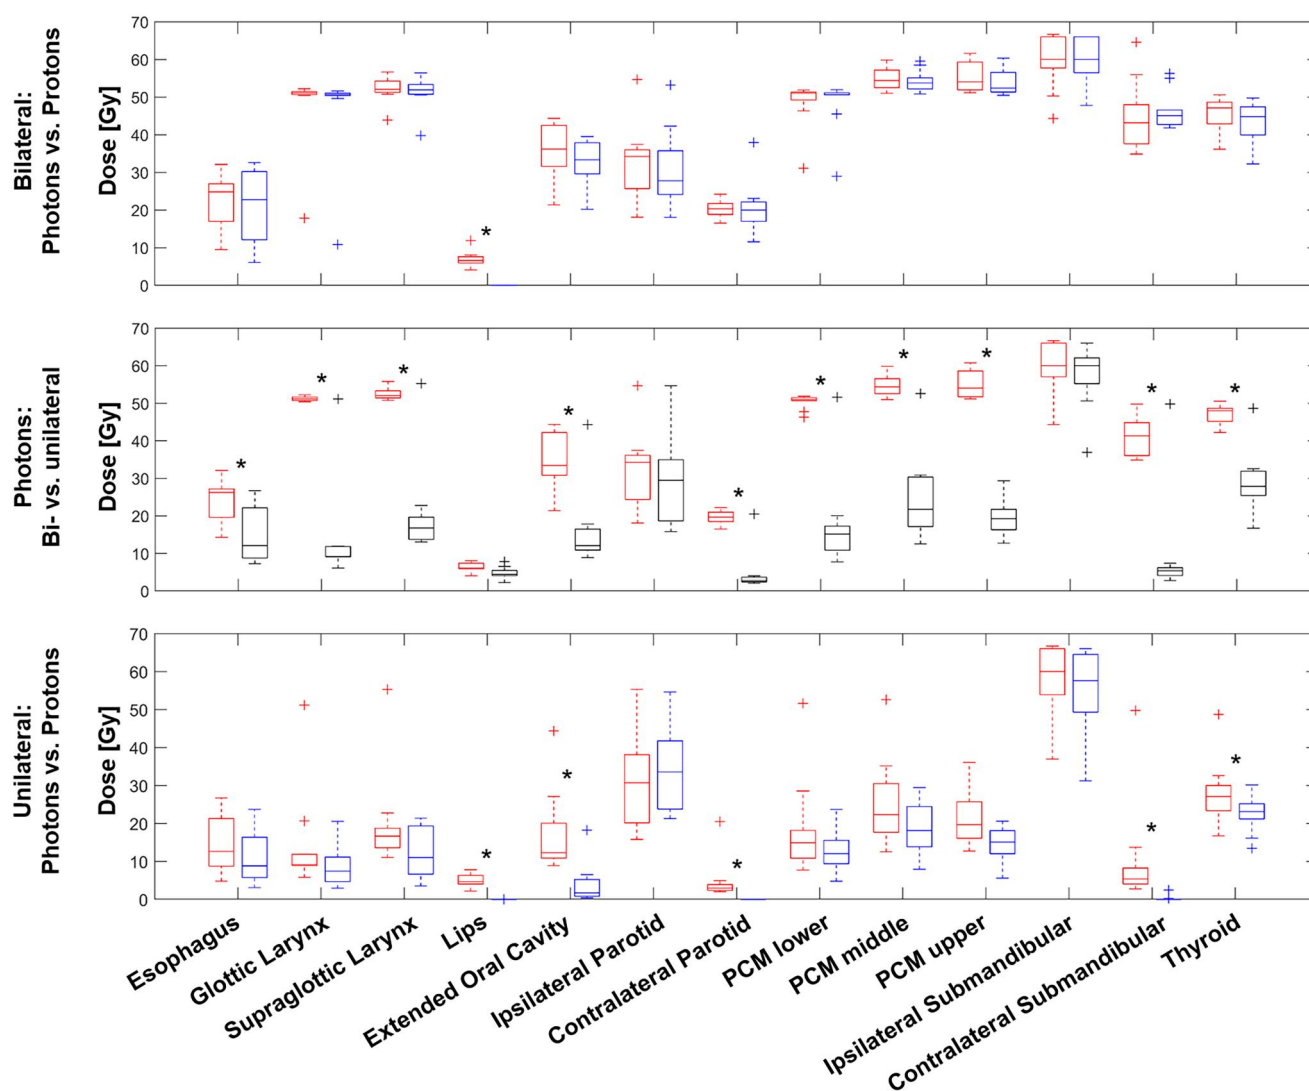 Bilateral:
Photons vs. Protons
Dose [Gy]
70
60
50
40
30
20
10
0
*
Photons:
Bi- vs. unilateral
Dose [Gy]
70
60
50
40
30
20
10
0
* * * * * * * * * *
Unilateral:
Photons vs. Protons
Dose [Gy]
70
60
50
40
30
20
10
0
* * * * *
Esophagus
Glottic Larynx
Supraglottic Larynx
Lips
Extended Oral Cavity
Ipsilateral Parotid
Contralateral Parotid
PCM lower
PCM middle
PCM upper
Ipsilateral Submandibular
Contralateral Submandibular
Thyroid